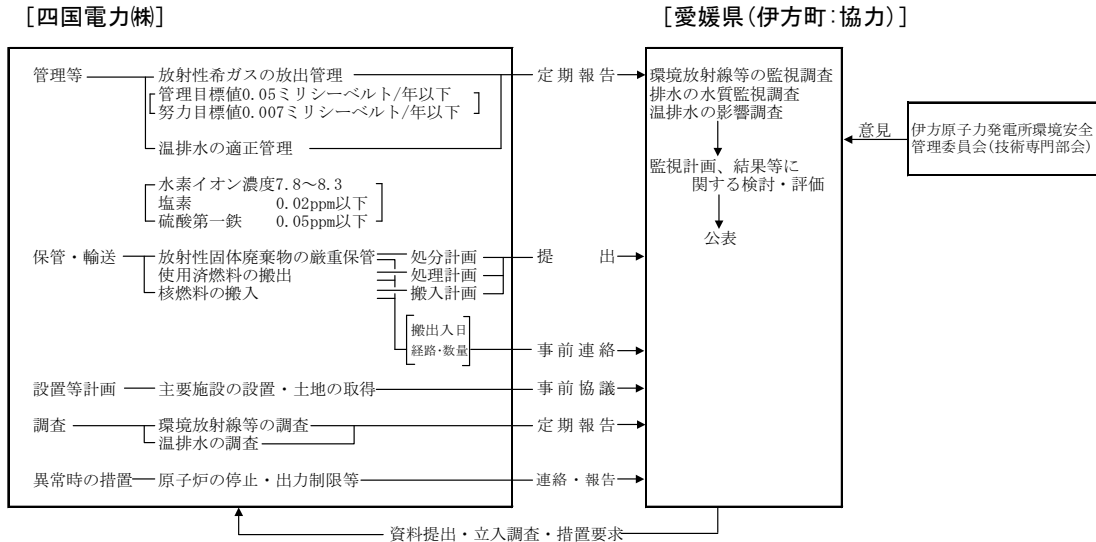 ［四国電力㈱］
［愛媛県（伊方町：協力）］
管理等
放射性希ガスの放出管理
管理目標値0.05ミリシーベルト/年以下
努力目標値0.007ミリシーベルト/年以下
温排水の適正管理
水素イオン濃度7.8～8.3
塩素 0.02ppm以下
硫酸第一鉄 0.05ppm以下
定期報告
保管・輸送
放射性固体廃棄物の厳重保管
処分計画
使用済燃料の搬出
処理計画
核燃料の搬入
搬入計画
提出
搬出入日
経路・数量
事前連絡
設置等計画
主要施設の設置・土地の取得
事前協議
調査
環境放射線等の調査
温排水の調査
定期報告
異常時の措置
原子炉の停止・出力制限等
連絡・報告
環境放射線等の監視調査
排水の水質監視調査
温排水の影響調査
監視計画、結果等に
関する検討・評価
公表
意見
伊方原子力発電所環境安全
管理委員会(技術専門部会)
資料提出・立入調査・措置要求